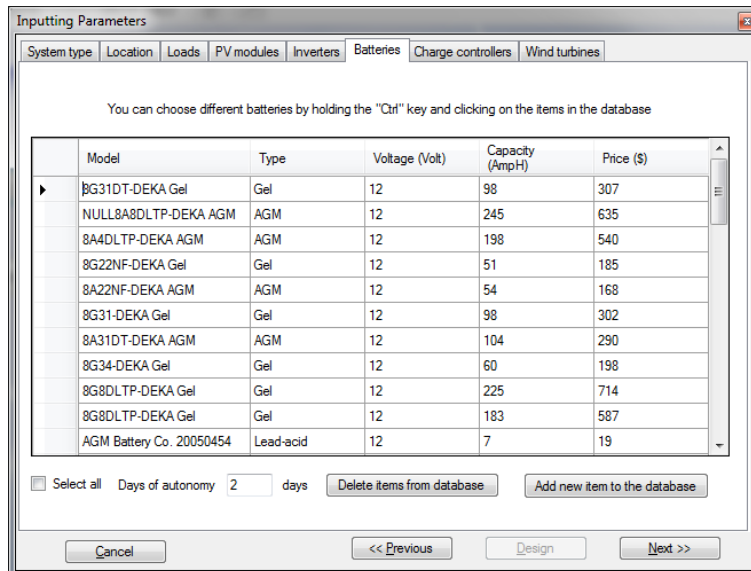 Inputting Parameters
System type Location Loads PV modules Inverters Batteries Charge controllers Wind turbines
You can choose different batteries by holding the "Ctrl" key and clicking on the items in the database
Model Type Voltage (Volt) Capacity (AmpH) Price ($)
8G31DT-DEKA Gel Gel 12 98 307
NULL8A8DLTP-DEKA AGM AGM 12 245 635
8A4DLTP-DEKA AGM AGM 12 198 540
8G22NF-DEKA Gel Gel 12 51 185
8A22NF-DEKA AGM AGM 12 54 168
8G31-DEKA Gel Gel 12 98 302
8A31DT-DEKA AGM AGM 12 104 290
8G34-DEKA Gel Gel 12 60 198
8G8DLTP-DEKA Gel Gel 12 225 714
8G8DLTP-DEKA Gel Gel 12 183 587
AGM Battery Co. 20050454 Lead-acid 12 7 19
Select all Days of autonomy 2 days Delete items from database Add new item to the database
Cancel << Previous Design Next >>